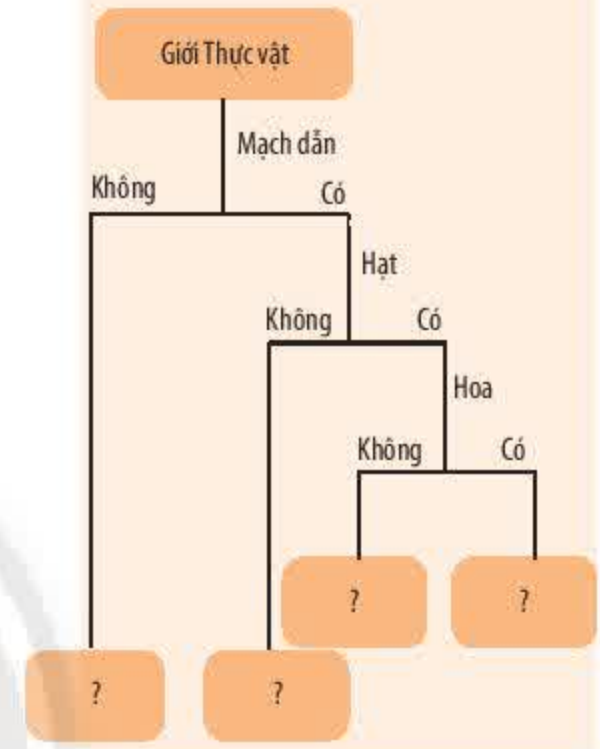 Giới Thực vật
Mạch dẫn
Không
Có
Hạt
Không
Có
Hoa
Không
Có
?
?
?
?